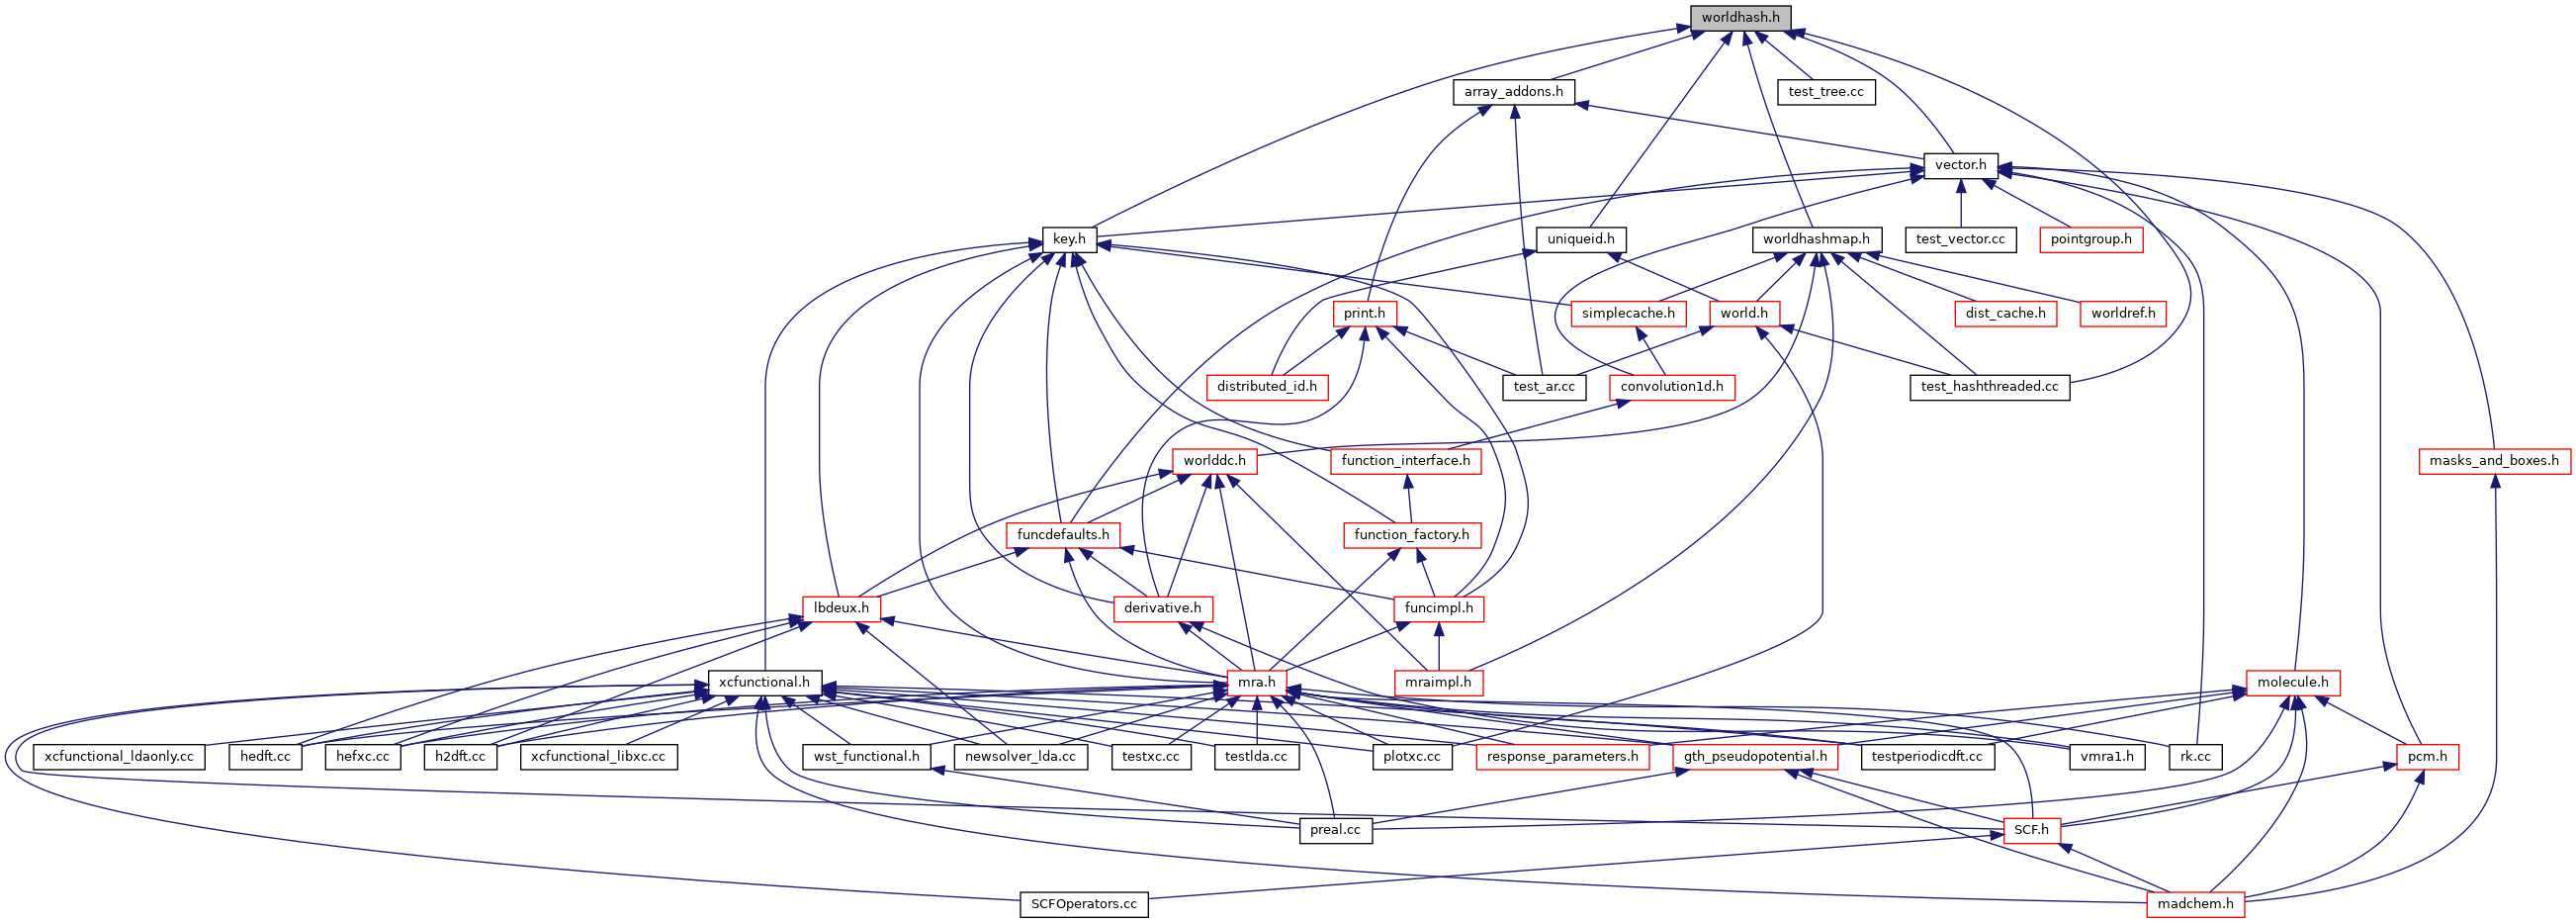 worldhash.h
array_addons.h
test_tree.cc
vector.h
key.h
uniqueid.h
worldhashmap.h
test_vector.cc
pointgroup.h
print.h
simplecache.h
world.h
dist_cache.h
worldref.h
distributed_id.h
test_ar.cc
convolution1d.h
test_hashthreaded.cc
worlddc.h
function_interface.h
masks_and_boxes.h
funcdefaults.h
function_factory.h
lbdeux.h
derivative.h
funcimpl.h
xcfunctional.h
mra.h
mraimpl.h
molecule.h
xcfunctional_ldaonly.cc
hedft.cc
hefxc.cc
h2dft.cc
xcfunctional_libxc.cc
wst_functional.h
newsolver_lda.cc
testxc.cc
testlda.cc
plotxc.cc
response_parameters.h
gth_pseudopotential.h
testperiodicdft.cc
vmra1.h
rk.cc
pcm.h
preal.cc
SCF.h
SCFOperators.cc
madchem.h